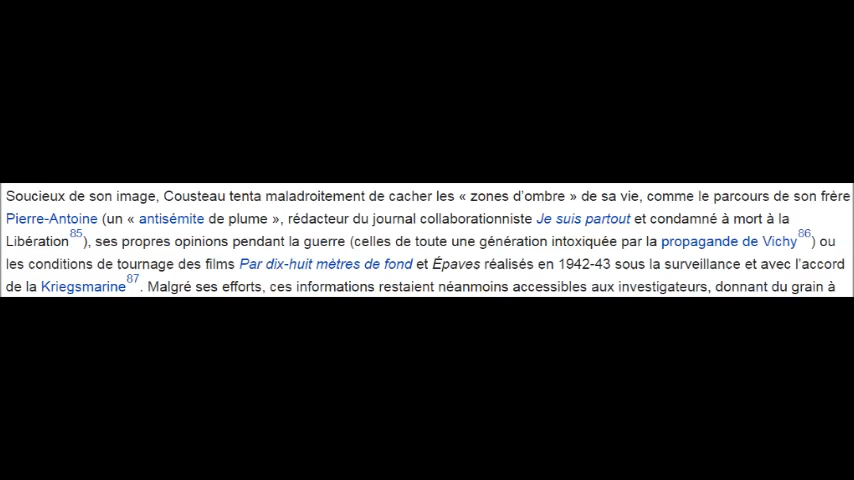 Soucieux de son image, Cousteau tenta maladroitement de cacher les « zones d’ombre » de sa vie, comme le parcours de son frère
Pierre-Antoine (un « antisémite de plume », rédacteur du journal collaborationniste Je suis partout et condamné à mort à la
Libération85), ses propres opinions pendant la guerre (celles de toute une génération intoxiquée par la propagande de Vichy86) ou
les conditions de tournage des films Par dix-huit mètres de fond et Épaves réalisés en 1942-43 sous la surveillance et avec l’accord
de la Kriegsmarine87. Malgré ses efforts, ces informations restaient néanmoins accessibles aux investigateurs, donnant du grain à